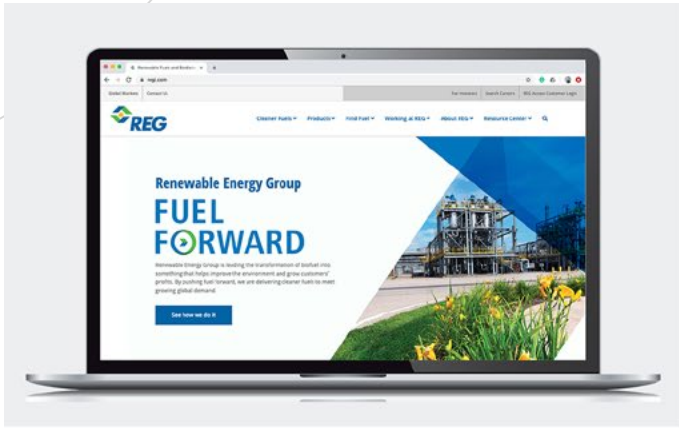 Renewable Fuels and Biofuels
regi.com
Global Markets Contact Us For Investors Search Careers REG Access Customer Login
REG
Cleaner Fuels Products Find Fuel Working at REG About REG Resource Center
Renewable Energy Group
FUEL
FORWARD
Renewable Energy Group is leading the transformation of biofuel into
something that helps improve the environment and grow customers'
profits. By pushing fuel forward, we are delivering cleaner fuels to meet
growing global demand.
See how we do it